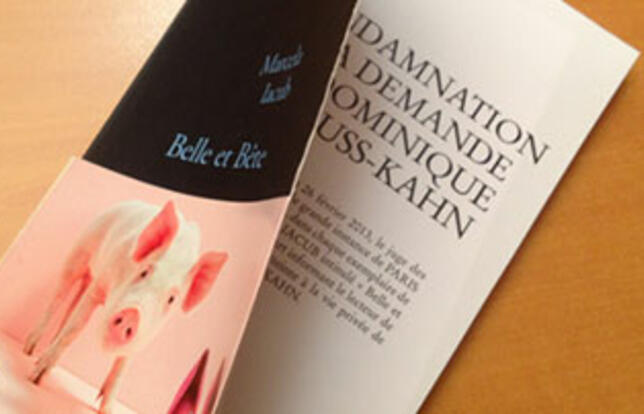 Marcela
Iacub
Belle et Bête
NDAMNATION
A DEMANDE
OMINIQUE
USS-KAHN
26 février 2013, le juge des
grande instance de PARIS
chaque exemplaire de
IACUB intitulé « Belle et
informant le lecteur de
à la vie privée de
KAHN.